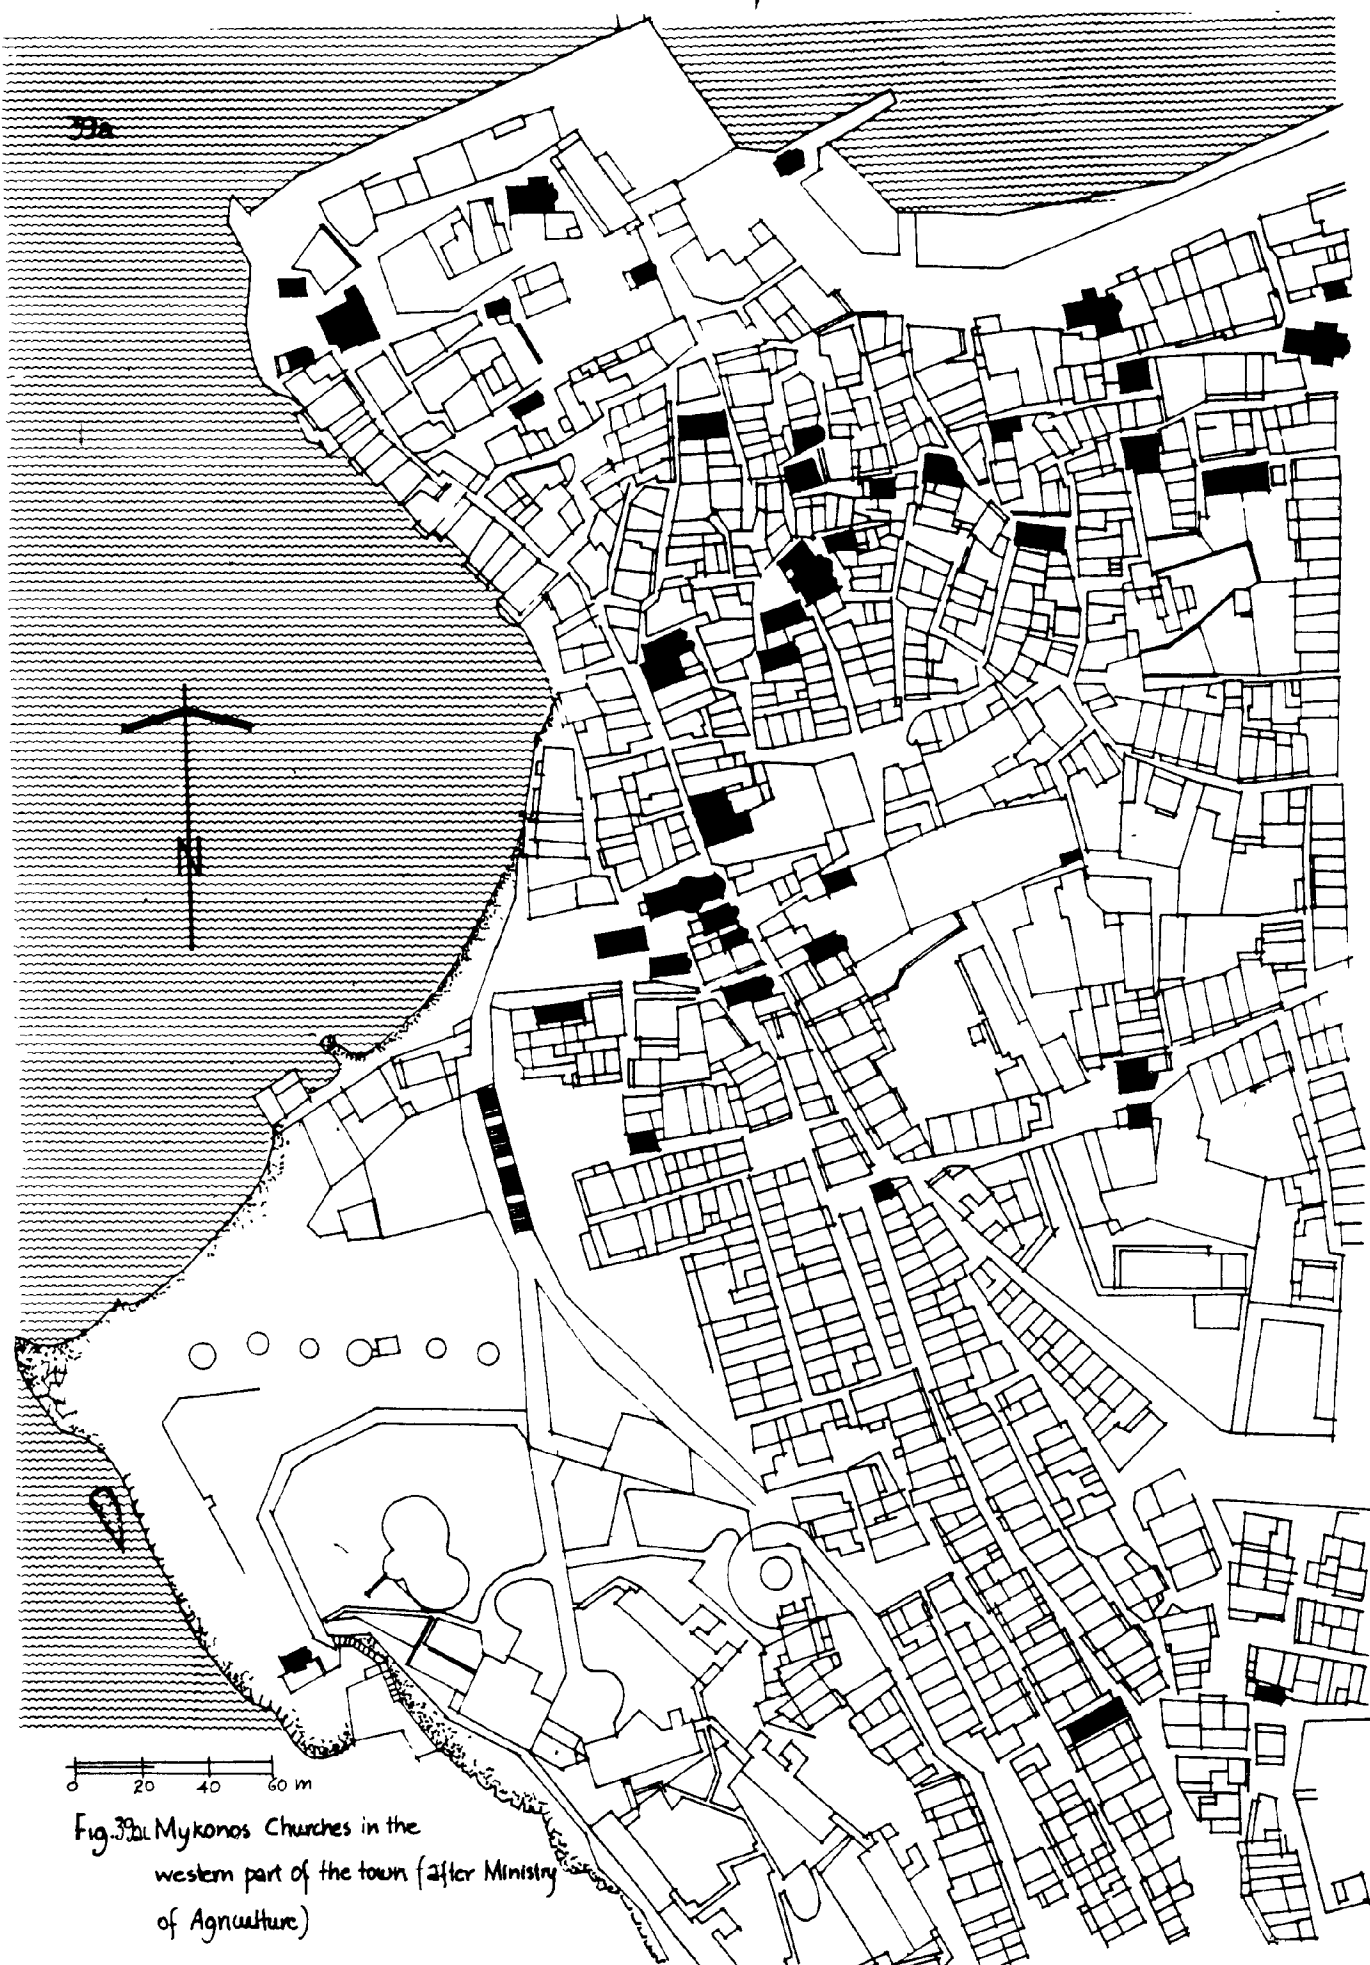 39a
N
0 20 40 60 m
Fig.39a Mykonos Churches in the
western part of the town (after Ministry
of Agriculture)